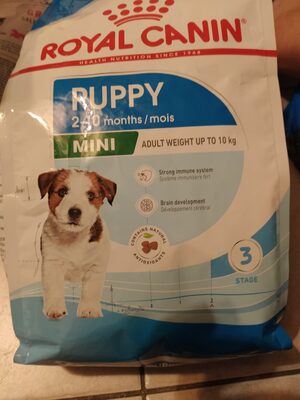 ROYAL CANIN
HEALTH NUTRITION SINCE 1968
PUPPY
2-10 months / mois
MINI
ADULT WEIGHT UP TO 10 kg
Strong immune system
Système immunitaire fort
Brain development
Développement cérébral
CONTAINS NATURAL
ANTIOXIDANTS
3
STAGE